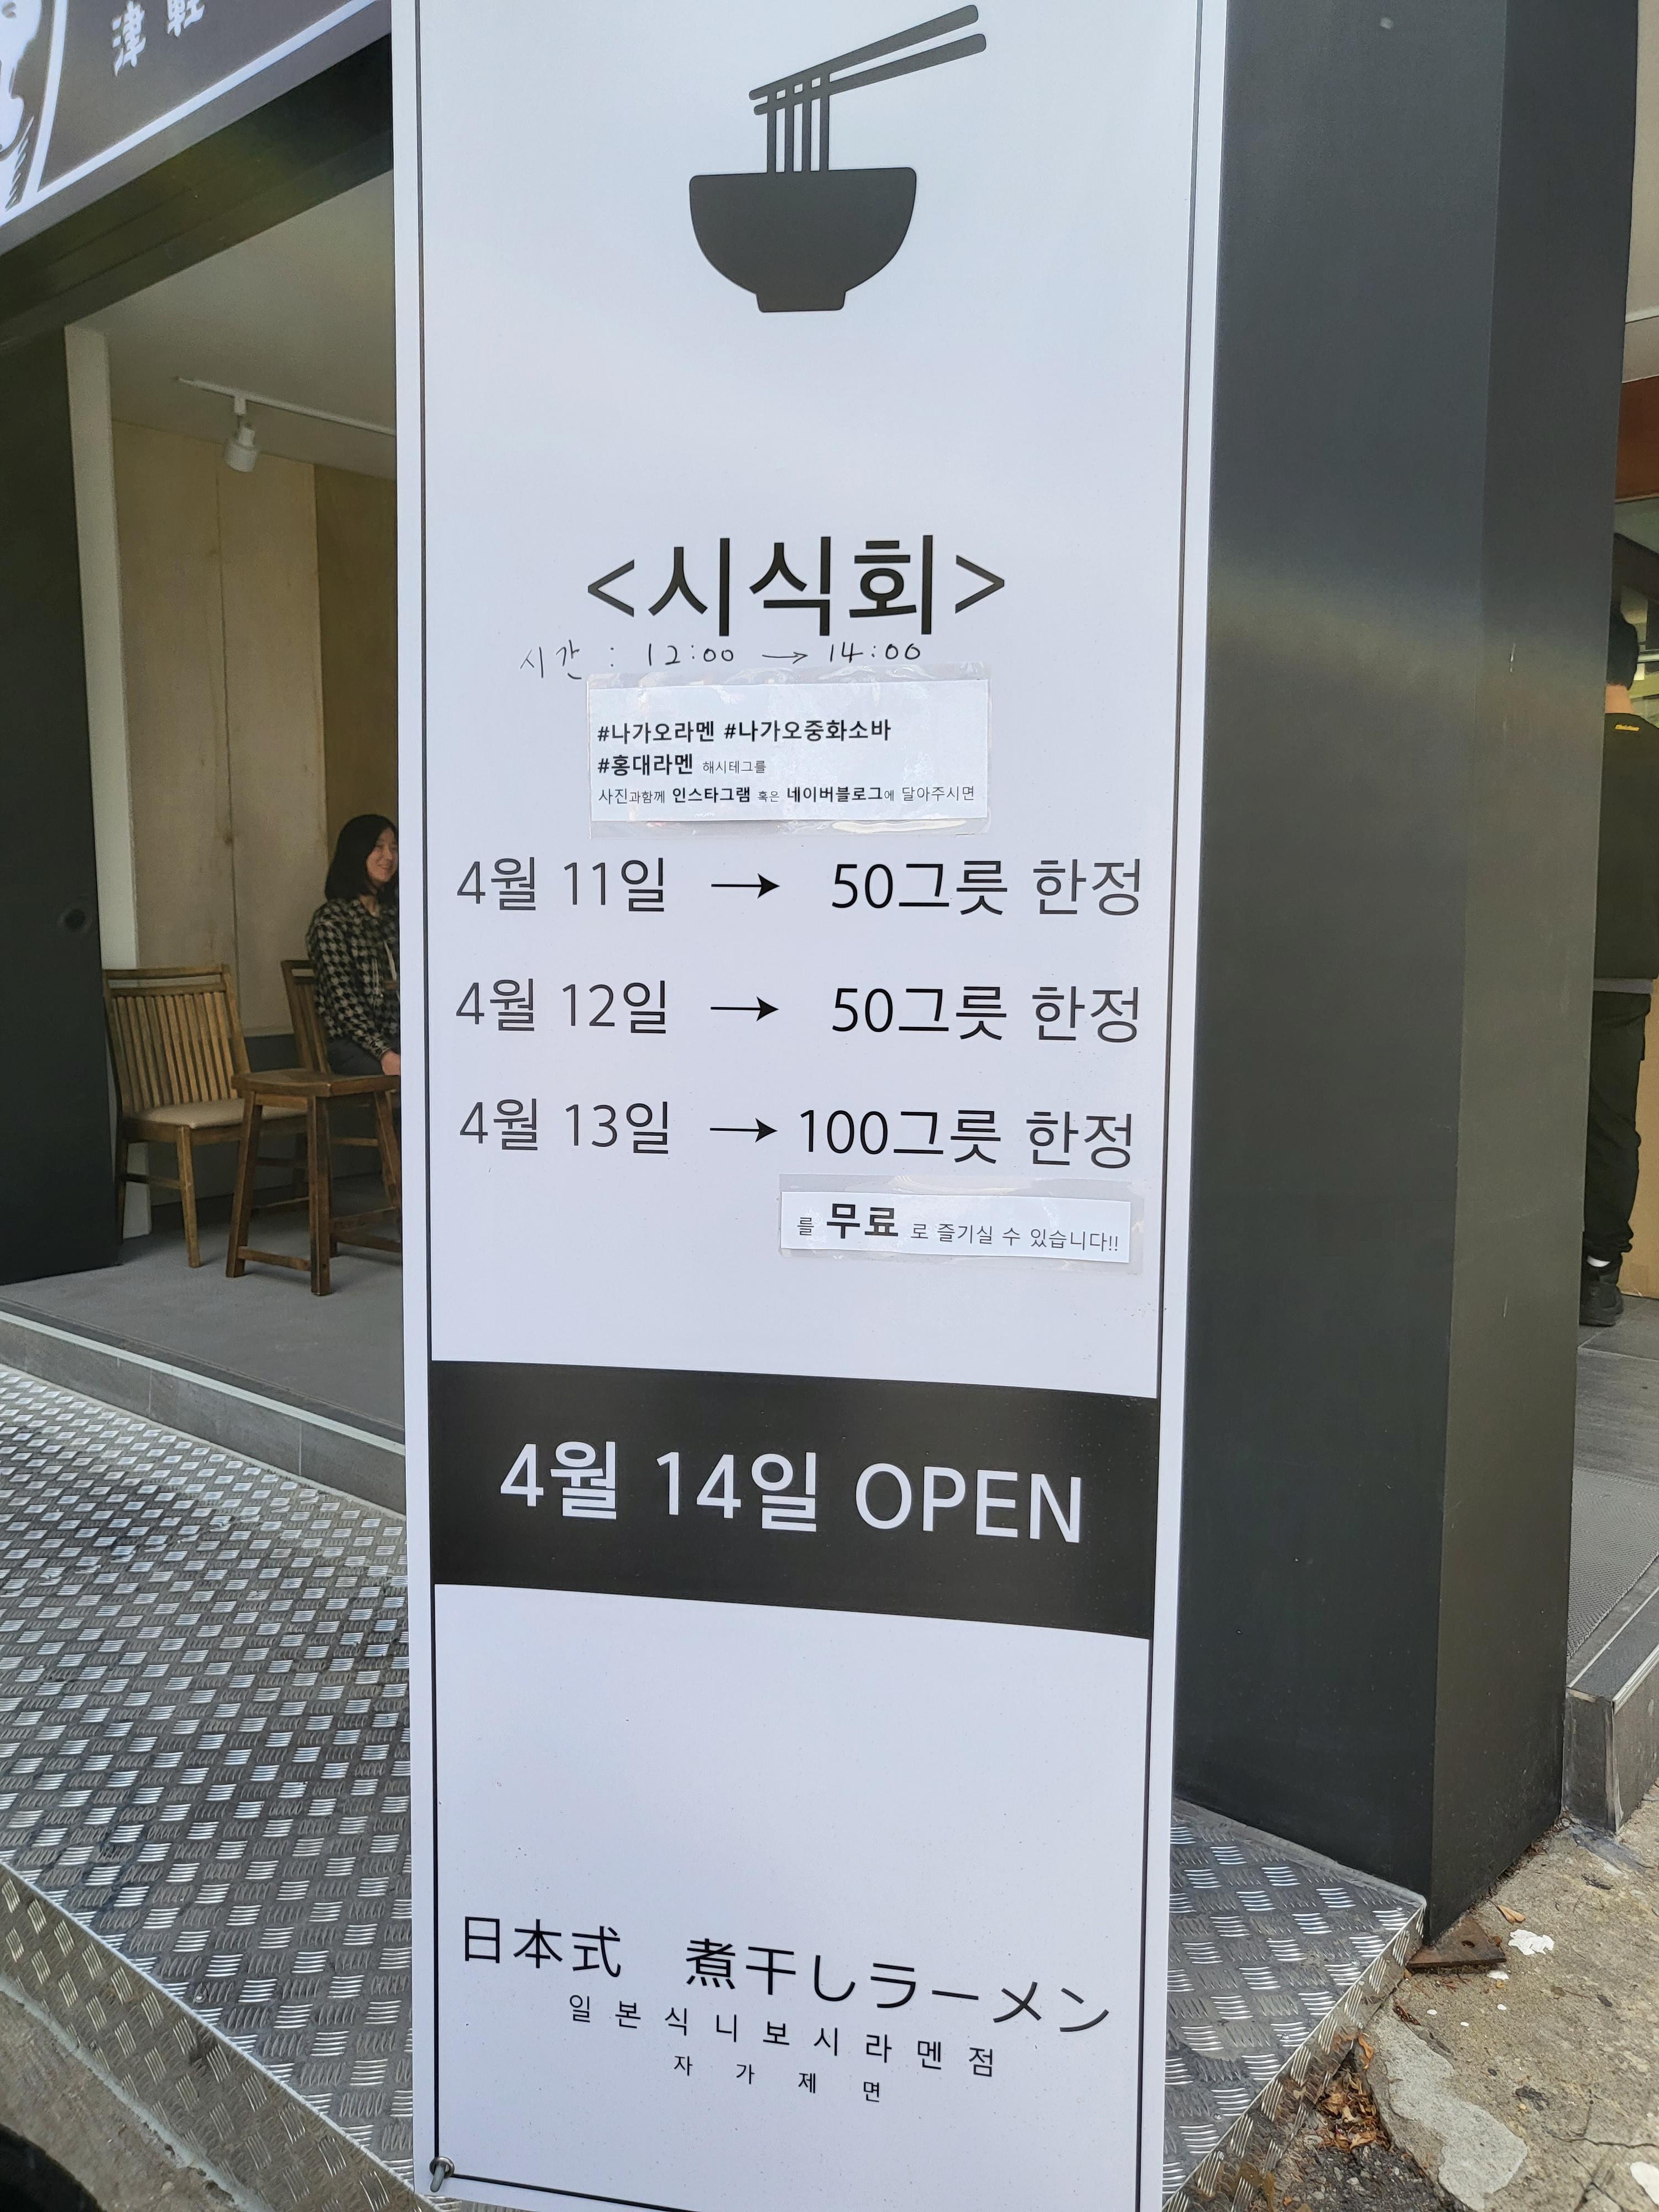 津軽
<시식회>
시간 : 12:00 → 14:00
#나가오라멘 #나가오중화소바
#홍대라멘 해시테그를
사진과함께 인스타그램 혹은 네이버블로그에 달아주시면
4월 11일 → 50그릇 한정
4월 12일 → 50그릇 한정
4월 13일 → 100그릇 한정
를 무료 로 즐기실 수 있습니다!!
4월 14일 OPEN
日本式 煮干しラーメン
일본식니보시라멘점
자가제면